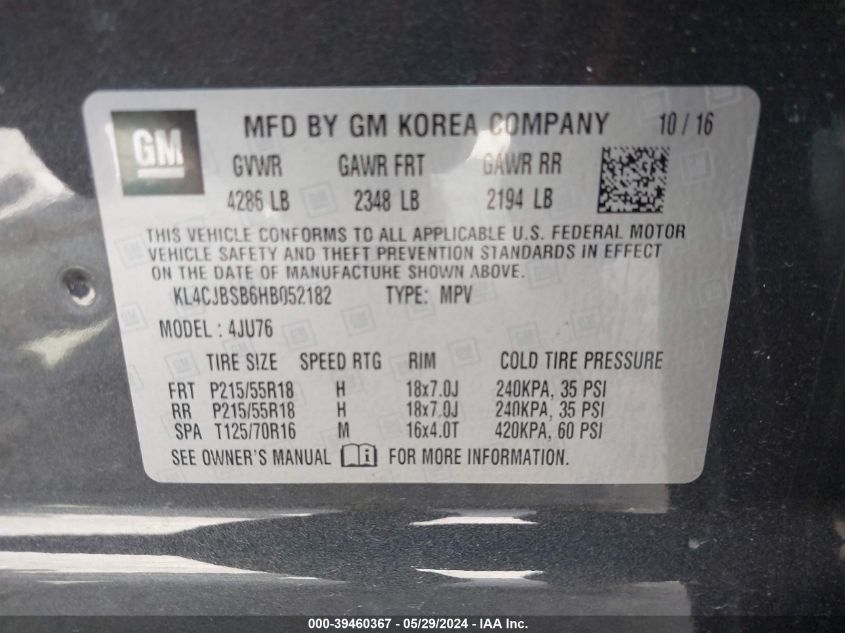 GM
MFD BY GM KOREA COMPANY 10 / 16
GVWR GAWR FRT GAWR RR
4286 LB 2348 LB 2194 LB
THIS VEHICLE CONFORMS TO ALL APPLICABLE U.S. FEDERAL MOTOR
VEHICLE SAFETY AND THEFT PREVENTION STANDARDS IN EFFECT
ON THE DATE OF MANUFACTURE SHOWN ABOVE.
KL4CJBSB6HB052182 TYPE: MPV
MODEL : 4JU76
TIRE SIZE SPEED RTG RIM COLD TIRE PRESSURE
FRT P215/55R18 H 18x7.0J 240KPA, 35 PSI
RR P215/55R18 H 18x7.0J 240KPA, 35 PSI
SPA T125/70R16 M 16x4.0T 420KPA, 60 PSI
SEE OWNER'S MANUAL i FOR MORE INFORMATION.
000-39460367 - 05/29/2024 - IAA Inc.